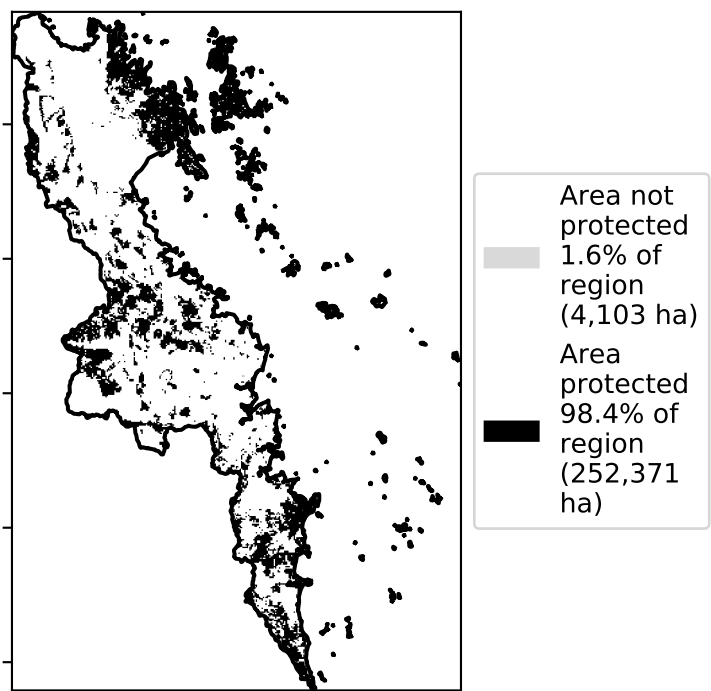 Area not
protected
1.6% of
region
(4,103 ha)
Area
protected
98.4% of
region
(252,371
ha)